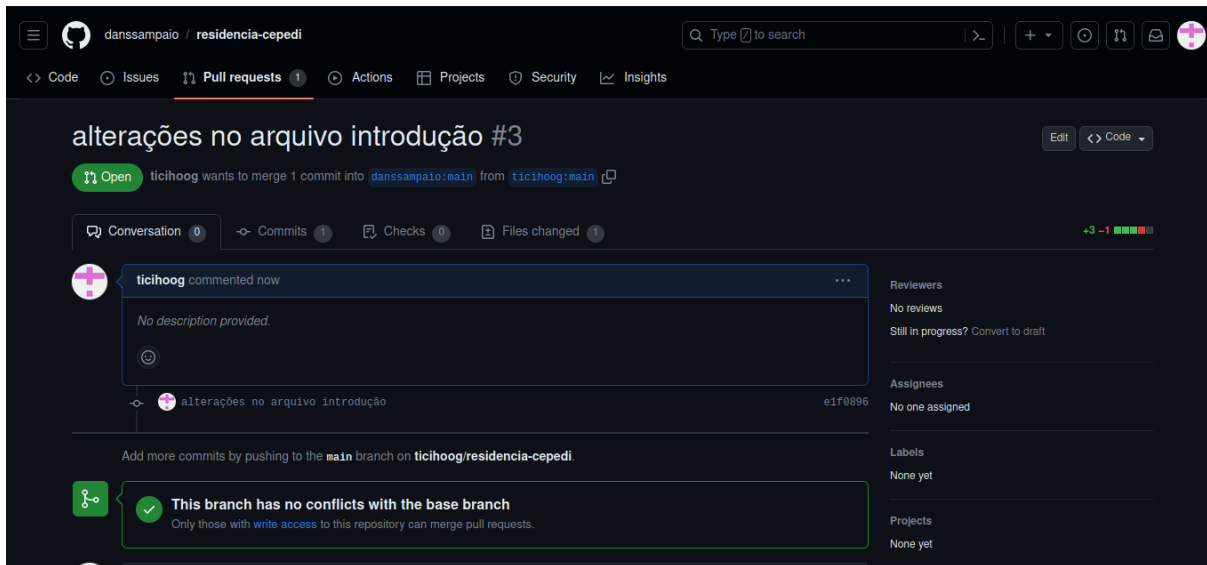 danssampaio / residencia-cepedi
Type / to search
Code Issues Pull requests 1 Actions Projects Security Insights
alterações no arquivo introdução #3
Edit Code
Open ticihoog wants to merge 1 commit into danssampaio:main from ticihoog:main
Conversation 0 Commits 1 Checks 0 Files changed 1
+3 −1
ticihoog commented now
Reviewers
No description provided.
No reviews
Still in progress? Convert to draft
Assignees
alterações no arquivo introdução e1f0896
No one assigned
Add more commits by pushing to the main branch on ticihoog/residencia-cepedi.
Labels
None yet
This branch has no conflicts with the base branch
Only those with write access to this repository can merge pull requests.
Projects
None yet